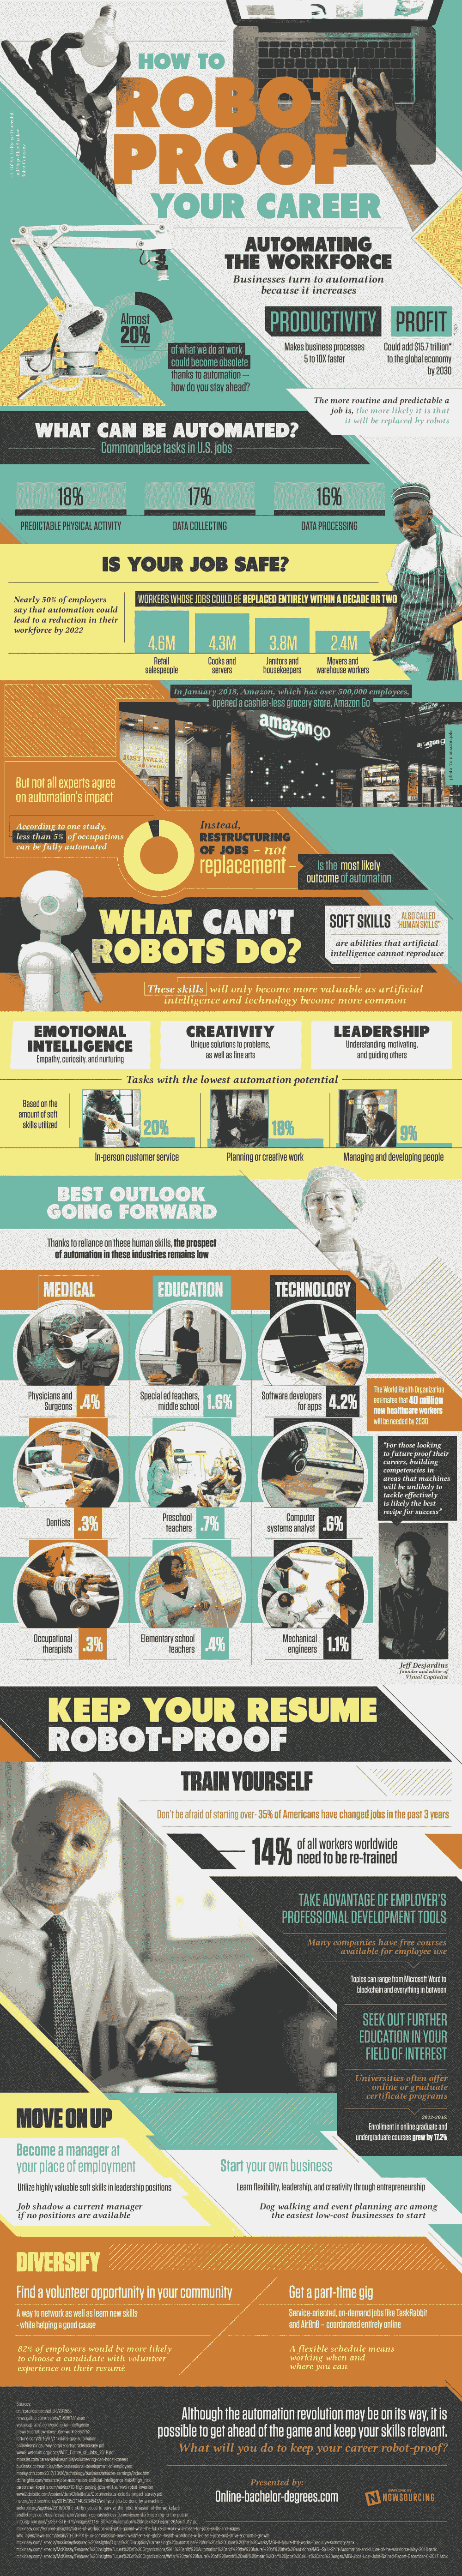 HOW TO
ROBOT
PROOF
YOUR CAREER
AUTOMATING
THE WORKFORCE
Businesses turn to automation
because it increases
PRODUCTIVITY
Makes business processes
5 to 10X faster
PROFIT
Could add $15.7 trillion*
to the global economy
by 2030
Almost
20%
of what we do at work
could become obsolete
thanks to automation —
how do you stay ahead?
The more routine and predictable a
job is, the more likely it is that
it will be replaced by robots
WHAT CAN BE AUTOMATED?
Commonplace tasks in U.S. jobs
18%
PREDICTABLE PHYSICAL ACTIVITY
17%
DATA COLLECTING
16%
DATA PROCESSING
IS YOUR JOB SAFE?
Nearly 50% of employers
say that automation could
lead to a reduction in their
workforce by 2022
WORKERS WHOSE JOBS COULD BE REPLACED ENTIRELY WITHIN A DECADE OR TWO
4.6M
Retail
salespeople
4.3M
Cooks and
servers
3.8M
Janitors and
housekeepers
2.4M
Movers and
warehouse workers
In January 2018, Amazon, which has over 500,000 employees,
opened a cashier-less grocery store, Amazon Go
amazon go
JUST WALK OUT
SHOPPING
But not all experts agree
on automation's impact
According to one study,
less than 5% of occupations
can be fully automated
Instead,
RESTRUCTURING
OF JOBS – not
replacement –
is the most likely
outcome of automation
WHAT CAN'T
ROBOTS DO?
SOFT SKILLS
ALSO CALLED
"HUMAN SKILLS"
are abilities that artificial
intelligence cannot reproduce
These skills will only become more valuable as artificial
intelligence and technology become more common
EMOTIONAL
INTELLIGENCE
Empathy, curiosity, and nurturing
CREATIVITY
Unique solutions to problems,
as well as fine arts
LEADERSHIP
Understanding, motivating,
and guiding others
Tasks with the lowest automation potential
Based on the
amount of soft
skills utilized
20%
In-person customer service
18%
Planning or creative work
9%
Managing and developing people
BEST OUTLOOK
GOING FORWARD
Thanks to reliance on these human skills, the prospect
of automation in these industries remains low
MEDICAL
EDUCATION
TECHNOLOGY
Physicians and
Surgeons
.4%
Special ed teachers,
middle school
1.6%
Software developers
for apps
4.2%
The World Health Organization
estimates that 40 million
new healthcare workers
will be needed by 2030
Dentists
.3%
Preschool
teachers
.7%
Computer
systems analyst
.6%
"For those looking
to future proof their
careers, building
competencies in
areas that machines
will be unlikely to
tackle effectively
is likely the best
recipe for success"
Occupational
therapists
.3%
Elementary school
teachers
.4%
Mechanical
engineers
1.1%
Jeff Desjardins
founder and editor of
Visual Capitalist
KEEP YOUR RESUME
ROBOT-PROOF
TRAIN YOURSELF
Don't be afraid of starting over- 35% of Americans have changed jobs in the past 3 years
14%
of all workers worldwide
need to be re-trained
TAKE ADVANTAGE OF EMPLOYER'S
PROFESSIONAL DEVELOPMENT TOOLS
Many companies have free courses
available for employee use
Topics can range from Microsoft Word to
blockchain and everything in between
SEEK OUT FURTHER
EDUCATION IN YOUR
FIELD OF INTEREST
Universities often offer
online or graduate
certificate programs
2012-2016:
Enrollment in online graduate and
undergraduate courses grew by 17.2%
MOVE ON UP
Become a manager at
your place of employment
Utilize highly valuable soft skills in leadership positions
Job shadow a current manager
if no positions are available
Start your own business
Learn flexibility, leadership, and creativity through entrepreneurship
Dog walking and event planning are among
the easiest low-cost businesses to start
DIVERSIFY
Find a volunteer opportunity in your community
A way to network as well as learn new skills
- while helping a good cause
82% of employers would be more likely
to choose a candidate with volunteer
experience on their resumé
Get a part-time gig
Service-oriented, on-demand jobs like TaskRabbit
and AirBnB – coordinated entirely online
A flexible schedule means
working when and
where you can
Although the automation revolution may be on its way, it is
possible to get ahead of the game and keep your skills relevant.
What will you do to keep your career robot-proof?
Sources:
Presented by:
Online-bachelor-degrees.com
DEVELOPED BY
NOWSOURCING